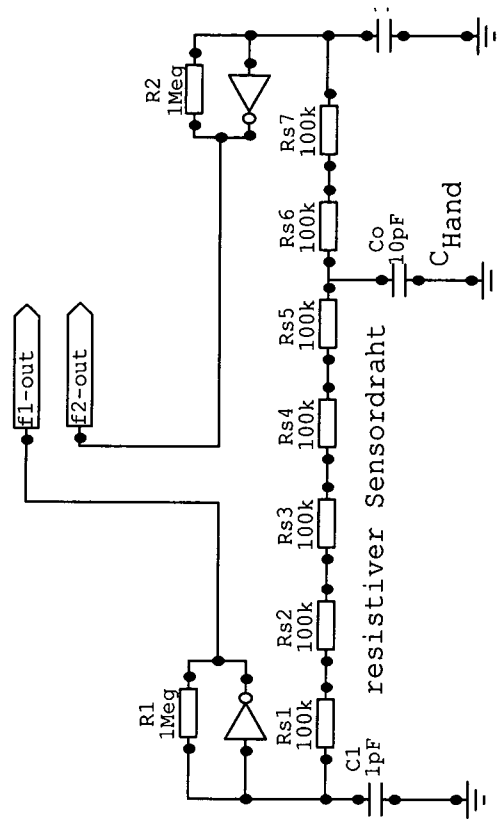 f1-out
f2-out
R1
1Meg
R2
1Meg
Rs1
100k
Rs2
100k
Rs3
100k
Rs4
100k
Rs5
100k
Rs6
100k
Rs7
100k
C1
1pF
Co
10pF
CHand
resistiver Sensordraht